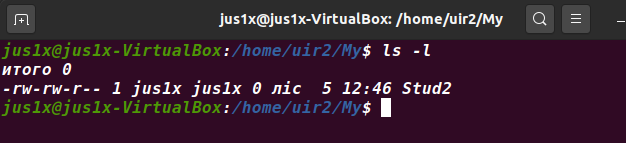 jus1x@jus1x-VirtualBox: /home/uir2/My
jus1x@jus1x-VirtualBox:/home/uir2/My$ ls -l
итого 0
-rw-rw-r-- 1 jus1x jus1x 0 ліс  5 12:46 Stud2
jus1x@jus1x-VirtualBox:/home/uir2/My$